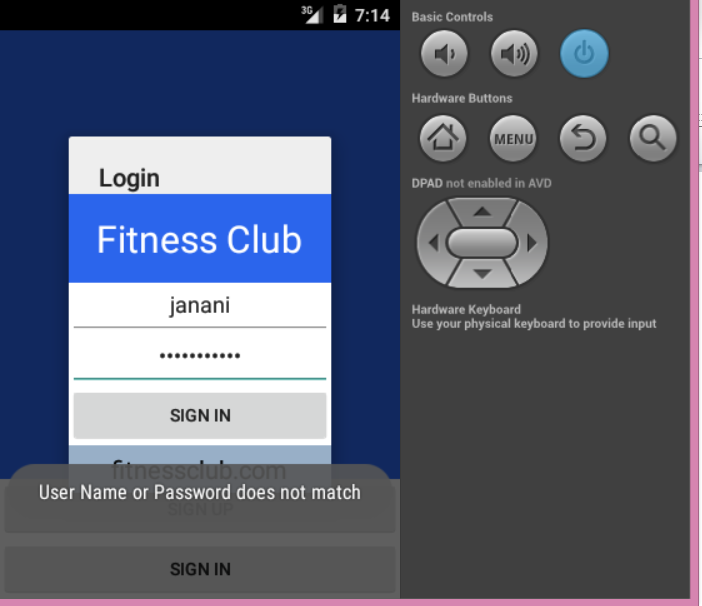 3G 7:14
Login
Fitness Club
janani
•••••••••••
SIGN IN
fitnessclub.com
User Name or Password does not match
SIGN UP
SIGN IN
Basic Controls
Hardware Buttons
MENU
DPAD not enabled in AVD
Hardware Keyboard
Use your physical keyboard to provide input